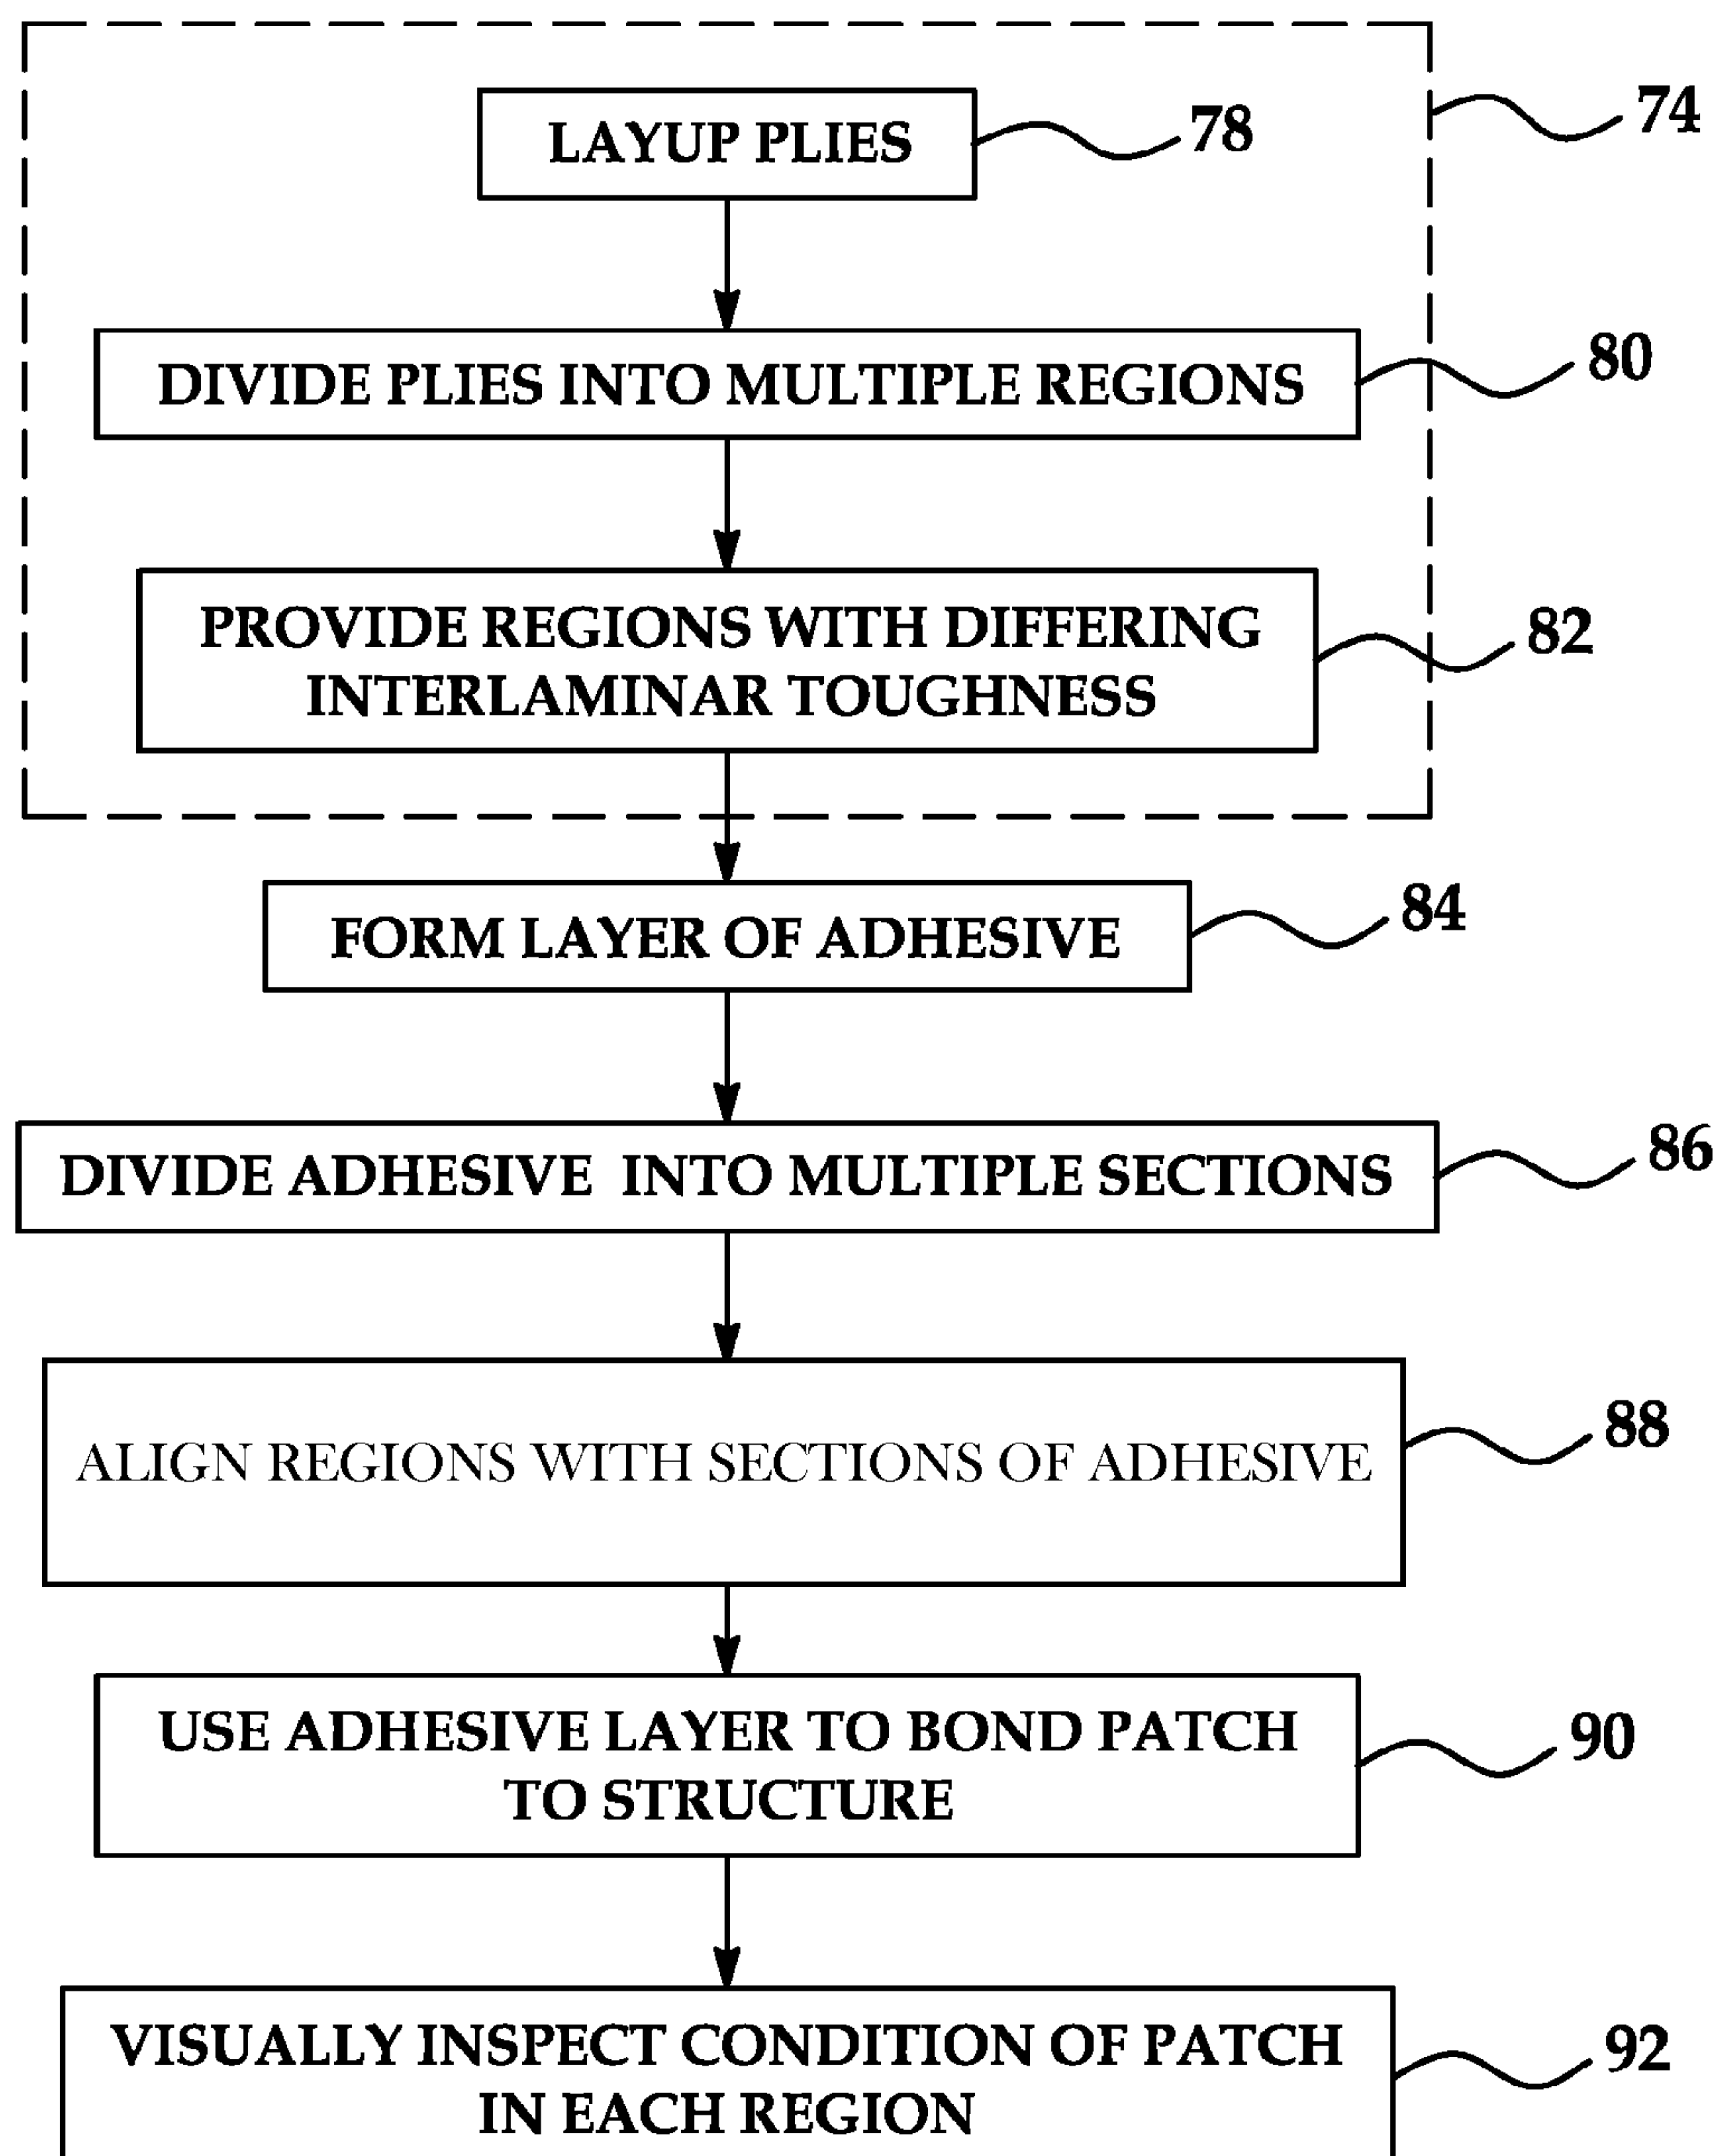 74
LAYUP PLIES
78
DIVIDE PLIES INTO MULTIPLE REGIONS
80
PROVIDE REGIONS WITH DIFFERING
INTERLAMINAR TOUGHNESS
82
FORM LAYER OF ADHESIVE
84
DIVIDE ADHESIVE INTO MULTIPLE SECTIONS
86
ALIGN REGIONS WITH SECTIONS OF ADHESIVE
88
USE ADHESIVE LAYER TO BOND PATCH
TO STRUCTURE
90
VISUALLY INSPECT CONDITION OF PATCH
IN EACH REGION
92